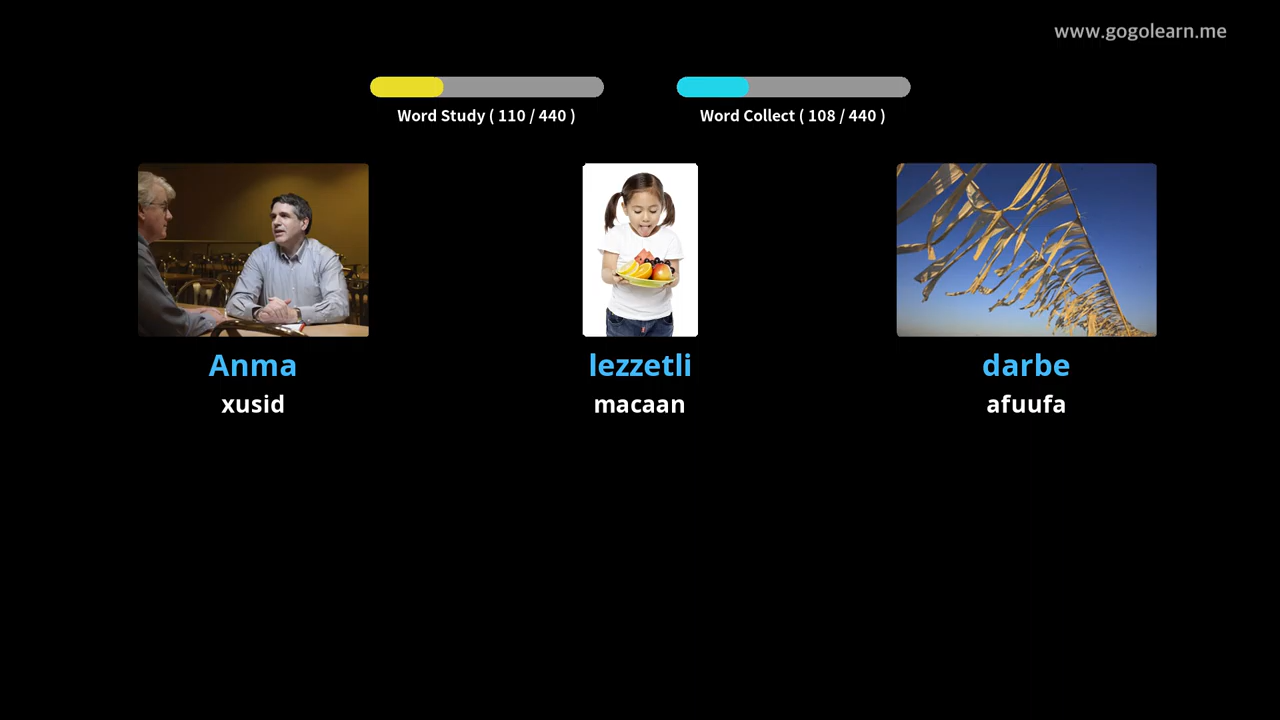 www.gogolearn.me
Word Study ( 110 / 440 )
Word Collect ( 108 / 440 )
Anma
lezzetli
darbe
xusid
macaan
afuufa